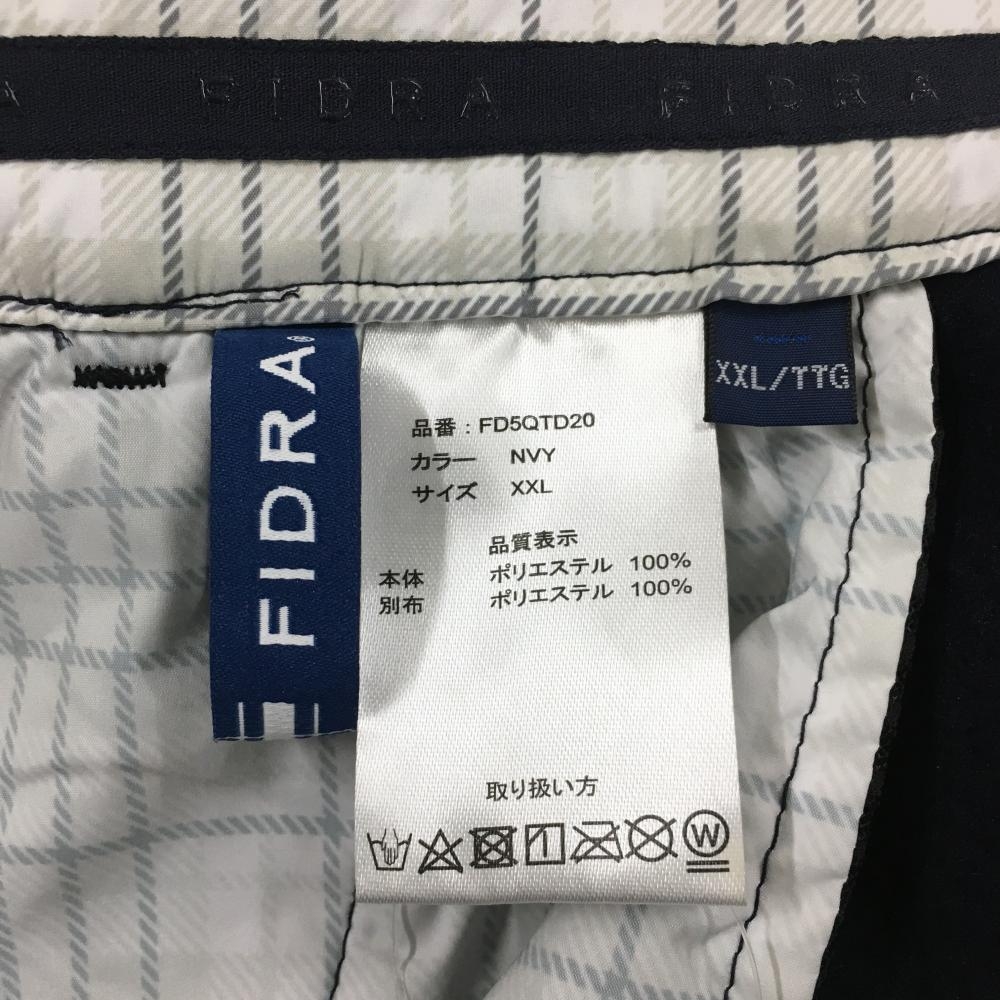 A FIDRA FIDRA
FIDRA®
XXL/TTG
品番:FD5QTD20
カラー NVY
サイズ XXL
品質表示
本体 ポリエステル 100%
別布 ポリエステル 100%
取り扱い方
W